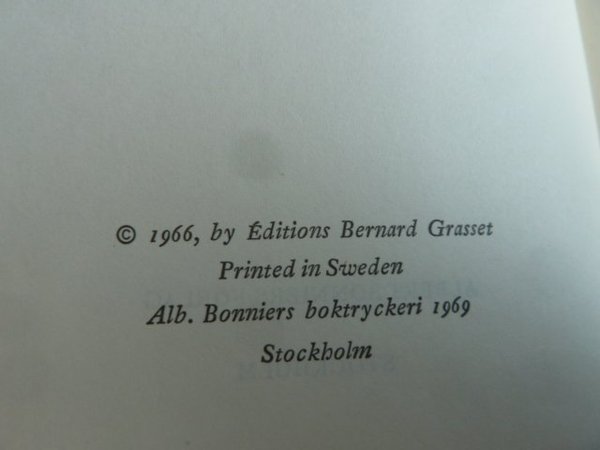 © 1966, by Éditions Bernard Grasset
Printed in Sweden
Alb. Bonniers boktryckeri 1969
Stockholm